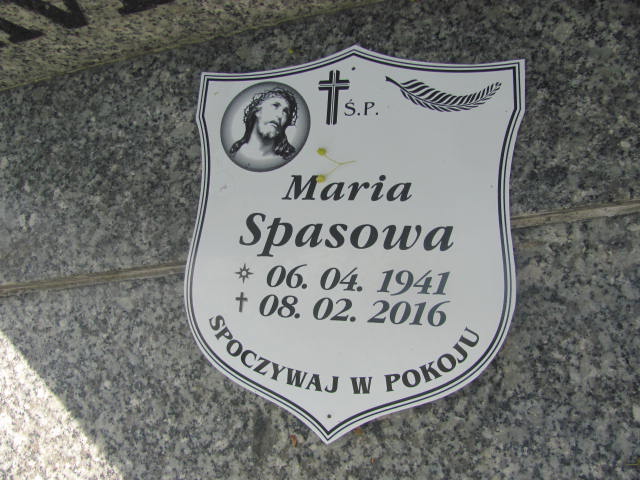 Ś.P.
Maria
Spasowa
06. 04. 1941
08. 02. 2016
SPOCZYWAJ W POKOJU